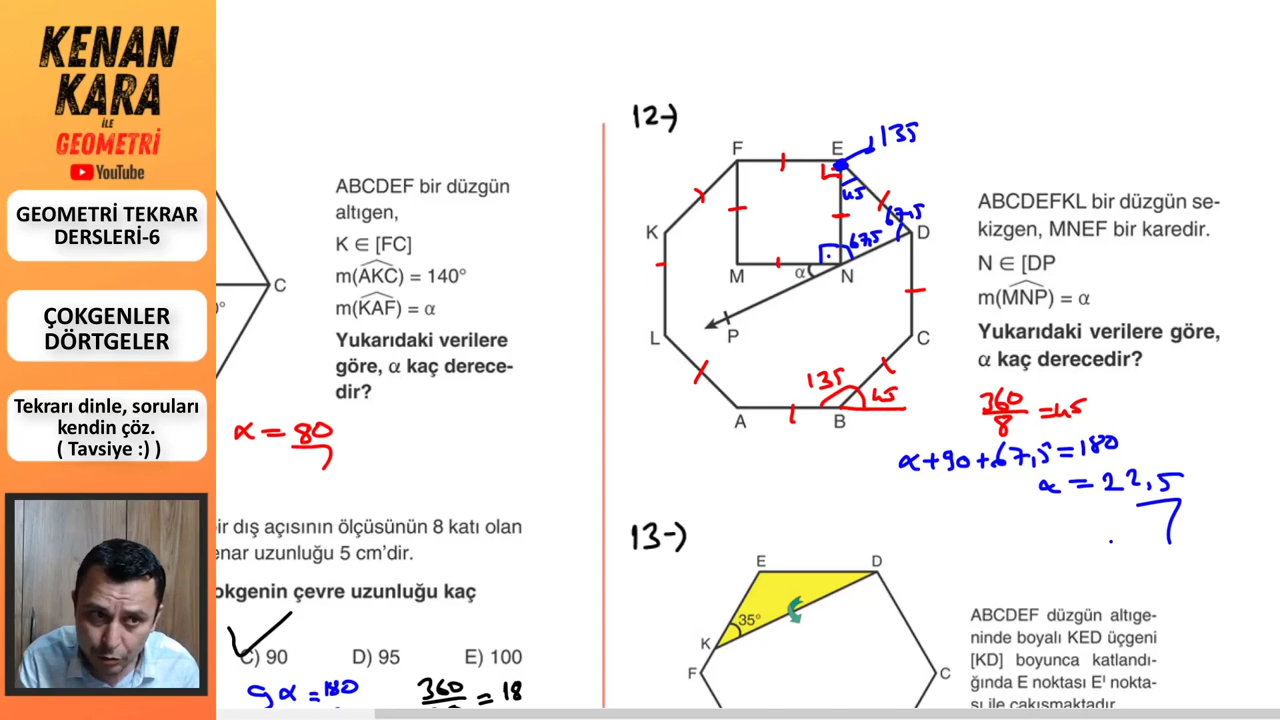 KENAN
KARA
İLE
GEOMETRİ
YouTube
GEOMETRİ TEKRAR
DERSLERİ-6
ÇOKGENLER
DÖRTGELER
Tekrarı dinle, soruları
kendin çöz.
( Tavsiye :) )
C
ABCDEF bir düzgün
altıgen,
K ∈ [FC]
m(AKC) = 140°
m(KAF) = α
Yukarıdaki verilere
göre, α kaç derece-
dir?
α = 80
bir dış açısının ölçüsünün 8 katı olan
enar uzunluğu 5 cm'dir.
okgenin çevre uzunluğu kaç
C) 90 D) 95 E) 100
9α = 180
360 = 18
12-)
F E 135
45
K 67,5 D
67,5
M α N
P
L C
135 45
A B
ABCDEFKL bir düzgün se-
kizgen, MNEF bir karedir.
N ∈ [DP
m(MNP) = α
Yukarıdaki verilere göre,
α kaç derecedir?
360/8 = 45
α+90+67,5=180
α = 22,5
13-)
E D
35°
K
F C
ABCDEF düzgün altıge-
ninde boyalı KED üçgeni
[KD] boyunca katlandı-
ğında E noktası E' nokta-
sı ile çakışmaktadır.